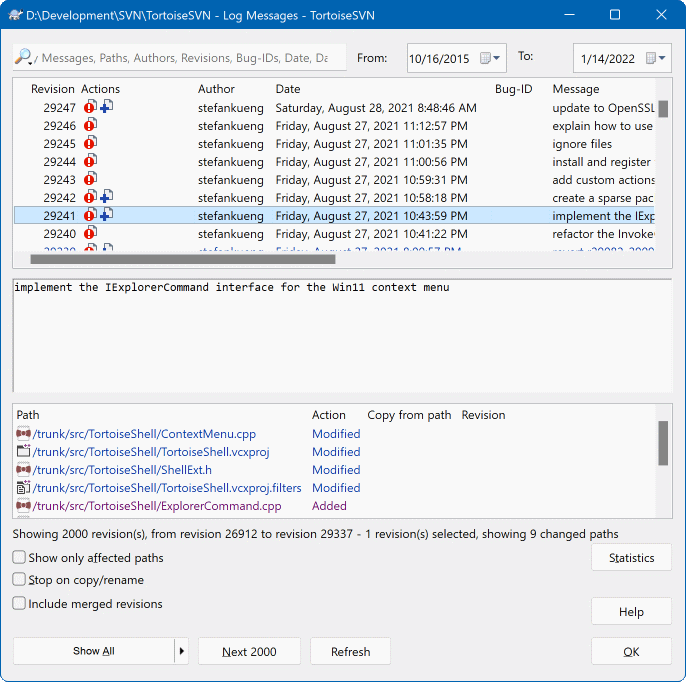 D:\Development\SVN\TortoiseSVN - Log Messages - TortoiseSVN
Messages, Paths, Authors, Revisions, Bug-IDs, Date, Da From: 10/16/2015 To: 1/14/2022
Revision Actions Author Date Bug-ID Message
29247 stefankueng Saturday, August 28, 2021 8:48:46 AM update to OpenSSL
29246 stefankueng Friday, August 27, 2021 11:12:57 PM explain how to use
29245 stefankueng Friday, August 27, 2021 11:01:35 PM ignore files
29244 stefankueng Friday, August 27, 2021 11:00:56 PM install and register
29243 stefankueng Friday, August 27, 2021 10:59:31 PM add custom actions
29242 stefankueng Friday, August 27, 2021 10:58:18 PM create a sparse pac
29241 stefankueng Friday, August 27, 2021 10:43:59 PM implement the IExp
29240 stefankueng Friday, August 27, 2021 10:41:22 PM refactor the Invoke
implement the IExplorerCommand interface for the Win11 context menu
Path Action Copy from path Revision
/trunk/src/TortoiseShell/ContextMenu.cpp Modified
/trunk/src/TortoiseShell/TortoiseShell.vcxproj Modified
/trunk/src/TortoiseShell/ShellExt.h Modified
/trunk/src/TortoiseShell/TortoiseShell.vcxproj.filters Modified
/trunk/src/TortoiseShell/ExplorerCommand.cpp Added
Showing 2000 revision(s), from revision 26912 to revision 29337 - 1 revision(s) selected, showing 9 changed paths
Show only affected paths
Statistics
Stop on copy/rename
Include merged revisions
Help
Show All Next 2000 Refresh OK